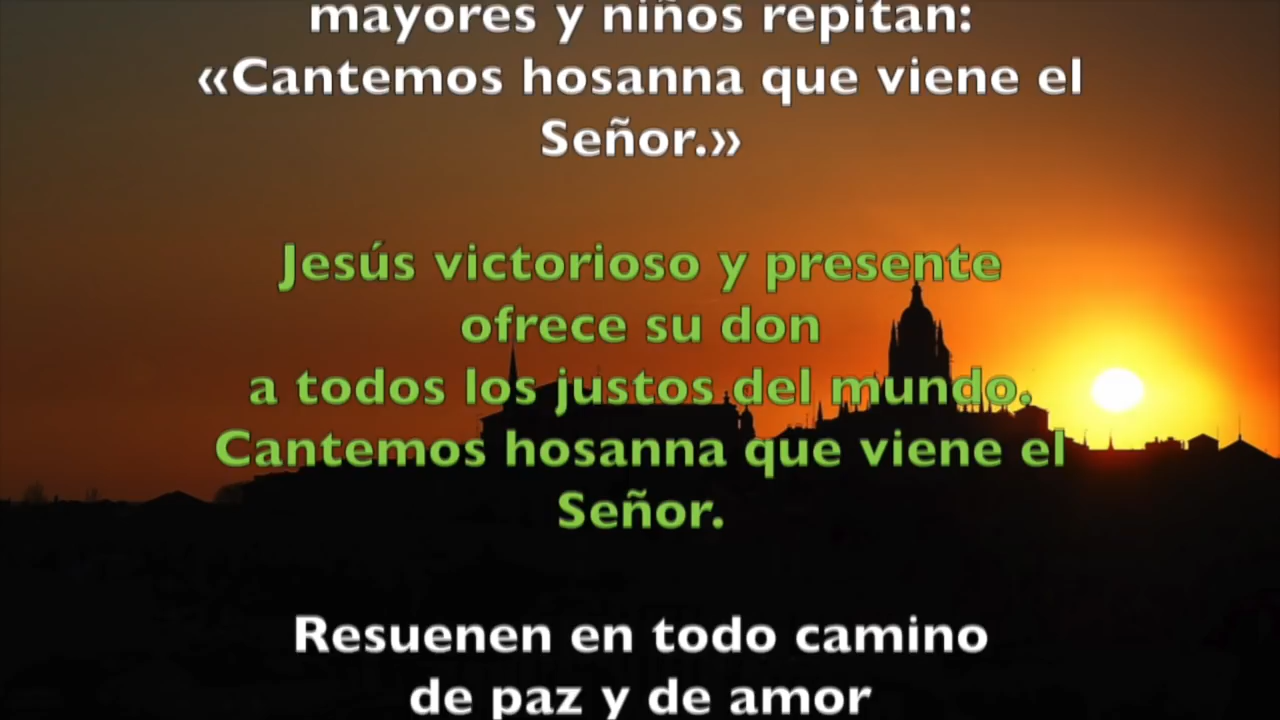 mayores y niños repitan:
«Cantemos hosanna que viene el
Señor.»
Jesús victorioso y presente
ofrece su don
a todos los justos del mundo.
Cantemos hosanna que viene el
Señor.
Resuenen en todo camino
de paz y de amor